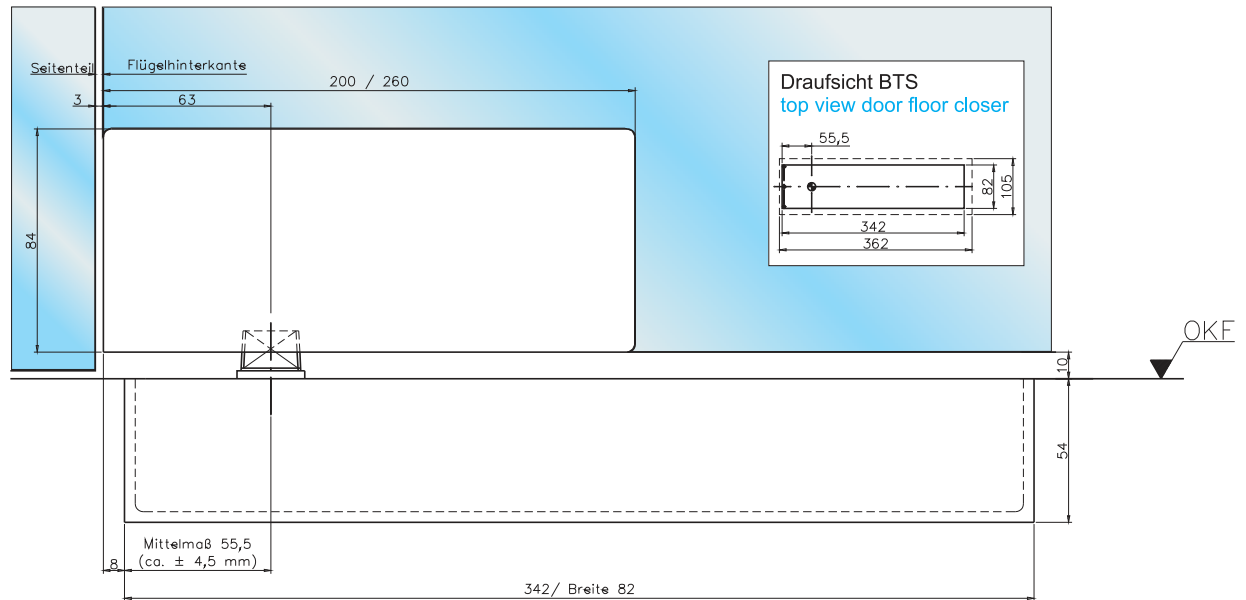 Seitenteil
Flügelhinterkante
200 / 260
3
63
84
Draufsicht BTS
top view door floor closer
55,5
82
105
342
362
OKF
10
54
Mittelmaß 55,5
(ca. ± 4,5 mm)
8
342/ Breite 82